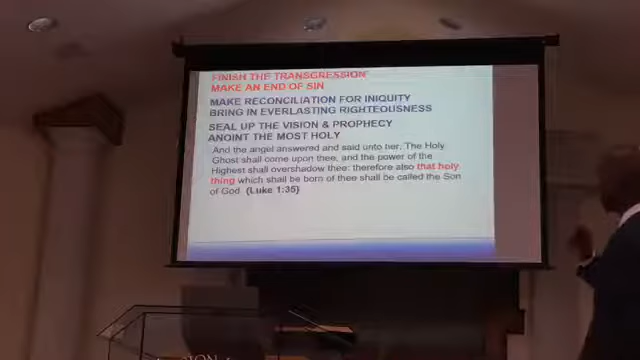 FINISH THE TRANSGRESSION
MAKE AN END OF SIN
MAKE RECONCILIATION FOR INIQUITY
BRING IN EVERLASTING RIGHTEOUSNESS
SEAL UP THE VISION & PROPHECY
ANOINT THE MOST HOLY
And the angel answered and said unto her, The Holy
Ghost shall come upon thee, and the power of the
Highest shall overshadow thee: therefore also that holy
thing which shall be born of thee shall be called the Son
of God (Luke 1:35)